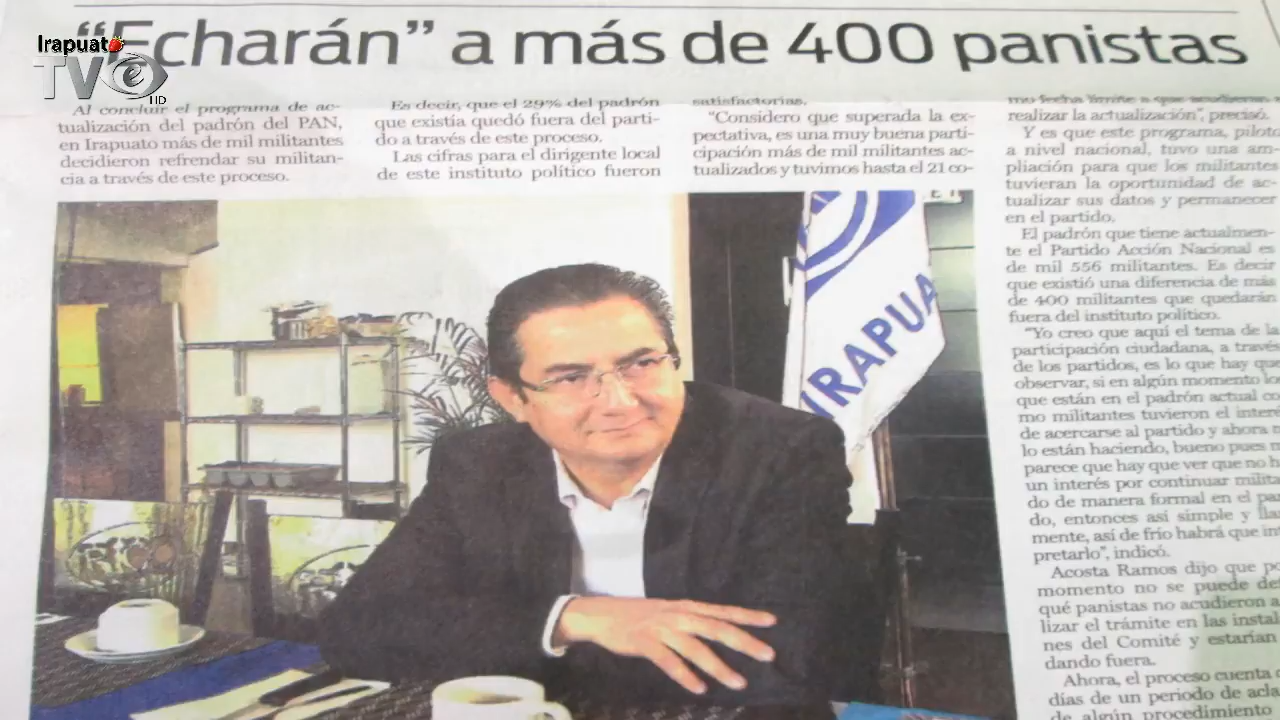 Irapuato
TV
HD
“Echarán” a más de 400 panistas
Al concluir el programa de ac-
tualización del padrón del PAN,
en Irapuato más de mil militantes
decidieron refrendar su militan-
cia a través de este proceso.
Es decir, que el 29% del padrón
que existía quedó fuera del parti-
do a través de este proceso.
Las cifras para el dirigente local
de este instituto político fueron
satisfactorias.
“Considero que superada la ex-
pectativa, es una muy buena parti-
cipación más de mil militantes ac-
tualizados y tuvimos hasta el 21 co-
mo fecha límite a que acudieran
realizar la actualización”, precisó.
Y es que este programa, piloto
a nivel nacional, tuvo una am-
pliación para que los militantes
tuvieran la oportunidad de ac-
tualizar sus datos y permanecer
en el partido.
El padrón que tiene actualmen-
te el Partido Acción Nacional es
de mil 556 militantes. Es decir
que existió una diferencia de más
de 400 militantes que quedarán
fuera del instituto político.
“Yo creo que aquí el tema de la
participación ciudadana, a través
de los partidos, es lo que hay que
observar, si en algún momento lo
que están en el padrón actual co
mo militantes tuvieron el inter
de acercarse al partido y ahora n
lo están haciendo, bueno pues
parece que hay que ver que no h
un interés por continuar milita
do de manera formal en el pa
do, entonces así simple y lla
mente, así de frío habrá que in
pretarlo”, indicó.
Acosta Ramos dijo que po
momento no se puede de
qué panistas no acudieron a
lizar el trámite en las instal
nes del Comité y estarían
dando fuera.
Ahora, el proceso cuenta
días de un periodo de acla
de algún procedimiento
IRAPUA